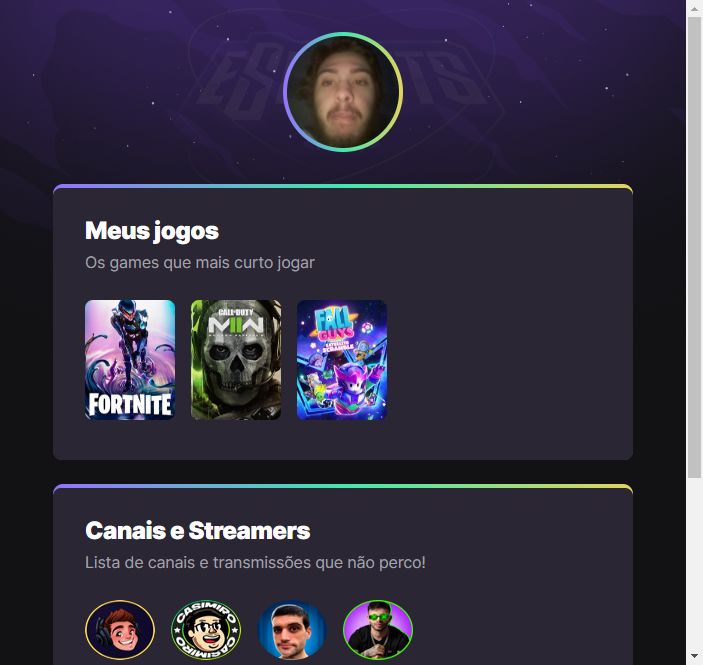 ESPORTS
Meus jogos
Os games que mais curto jogar
FORTNITE
CALL OF DUTY
MWII
FALL
GUYS
Canais e Streamers
Lista de canais e transmissões que não perco!
CASIMIRO
CASIMIRO